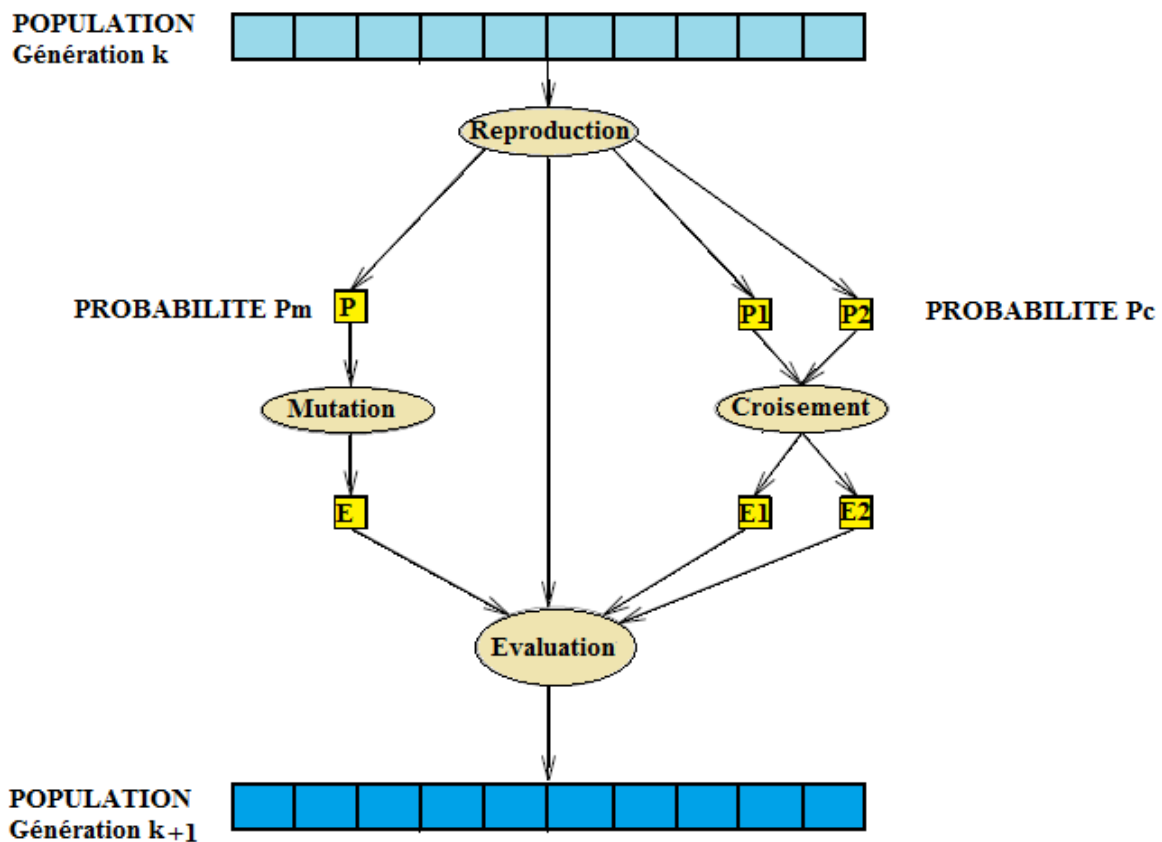 POPULATION
Génération k
Reproduction
PROBABILITE Pm
P
P1
P2
PROBABILITE Pc
Mutation
Croisement
E
E1
E2
Evaluation
POPULATION
Génération k+1